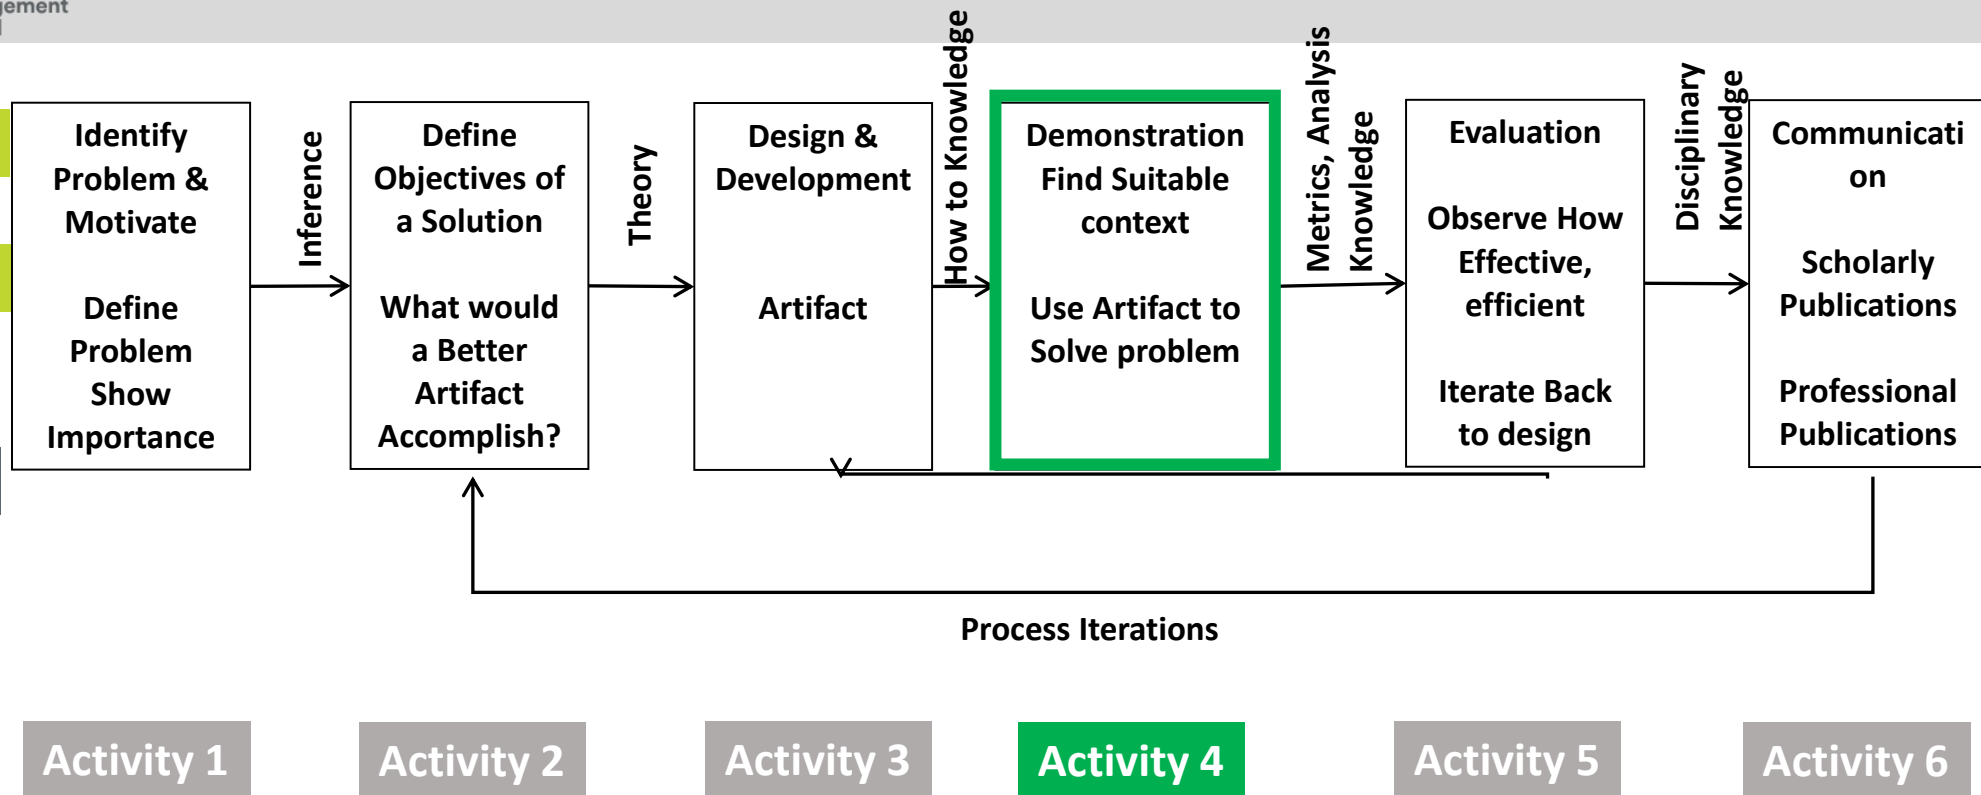 Identify
Problem &
Motivate
Define
Problem
Show
Importance
Inference
Define
Objectives of
a Solution
What would
a Better
Artifact
Accomplish?
Theory
Design &
Development
Artifact
How to Knowledge
Demonstration
Find Suitable
context
Use Artifact to
Solve problem
Metrics, Analysis
Knowledge
Evaluation
Observe How
Effective,
efficient
Iterate Back
to design
Disciplinary
Knowledge
Communicati
on
Scholarly
Publications
Professional
Publications
Process Iterations
Activity 1
Activity 2
Activity 3
Activity 4
Activity 5
Activity 6